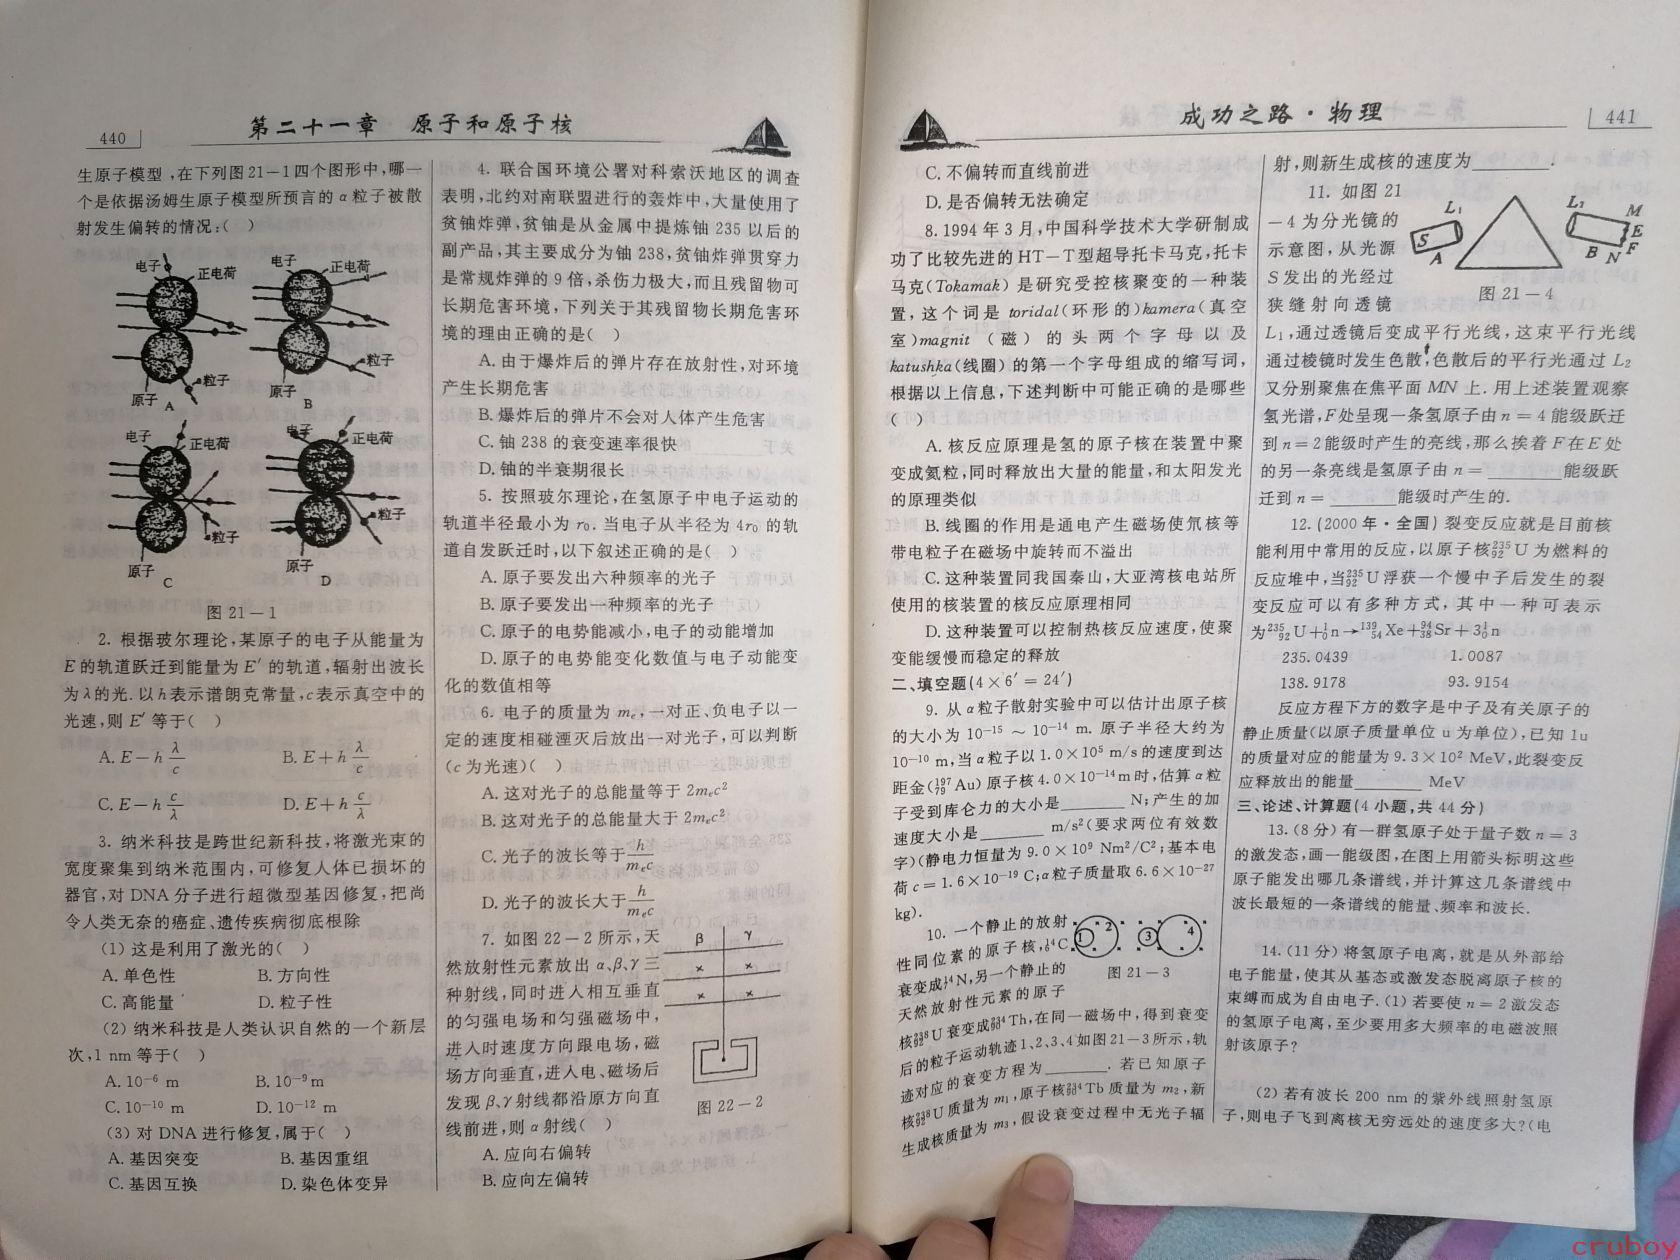 440
第二十一章 原子和原子核
生原子模型,在下列图21-1四个图形中,哪一
个是依据汤姆生原子模型所预言的α粒子被散
射发生偏转的情况:( )
电子 正电荷
电子 正电荷
粒子
粒子
原子 A
原子 B
电子 正电荷
电子 正电荷
粒子
粒子
原子 C
原子 D
图21-1
2. 根据玻尔理论,某原子的电子从能量为
E的轨道跃迁到能量为E′的轨道,辐射出波长
为λ的光.以h表示谱朗克常量,c表示真空中的
光速,则E′等于( )
A. E-h λ/c B. E+h λ/c
C. E-h c/λ D. E+h c/λ
3. 纳米科技是跨世纪新科技,将激光束的
宽度聚集到纳米范围内,可修复人体已损坏的
器官,对DNA分子进行超微型基因修复,把尚
令人类无奈的癌症、遗传疾病彻底根除
(1) 这是利用了激光的( )
A. 单色性 B. 方向性
C. 高能量 D. 粒子性
(2) 纳米科技是人类认识自然的一个新层
次,1 nm等于( )
A. 10⁻⁶ m B. 10⁻⁹m
C. 10⁻¹⁰ m D. 10⁻¹² m
(3) 对DNA进行修复,属于( )
A. 基因突变 B. 基因重组
C. 基因互换 D. 染色体变异
4. 联合国环境公署对科索沃地区的调查
表明,北约对南联盟进行的轰炸中,大量使用了
贫铀炸弹,贫铀是从金属中提炼铀235以后的
副产品,其主要成分为铀238,贫铀炸弹贯穿力
是常规炸弹的9倍,杀伤力极大,而且残留物可
长期危害环境,下列关于其残留物长期危害环
境的理由正确的是( )
A. 由于爆炸后的弹片存在放射性,对环境
产生长期危害
B. 爆炸后的弹片不会对人体产生危害
C. 铀238的衰变速率很快
D. 铀的半衰期很长
5. 按照玻尔理论,在氢原子中电子运动的
轨道半径最小为r₀.当电子从半径为4r₀的轨
道自发跃迁时,以下叙述正确的是( )
A. 原子要发出六种频率的光子
B. 原子要发出一种频率的光子
C. 原子的电势能减小,电子的动能增加
D. 原子的电势能变化数值与电子动能变
化的数值相等
6. 电子的质量为mₑ,一对正、负电子以一
定的速度相碰湮灭后放出一对光子,可以判断
(c为光速)( )
A. 这对光子的总能量等于2mₑc²
B. 这对光子的总能量大于2mₑc²
C. 光子的波长等于h/mₑc
D. 光子的波长大于h/mₑc
7. 如图22-2所示,天
然放射性元素放出α、β、γ三
种射线,同时进人相互垂直
的匀强电场和匀强磁场中,
进人时速度方向跟电场,磁
场方向垂直,进人电、磁场后
发现β、γ射线都沿原方向直
线前进,则α射线( )
β γ
图22-2
A. 应向右偏转
B. 应向左偏转
成功之路·物理
441
C. 不偏转而直线前进
D. 是否偏转无法确定
8. 1994年3月,中国科学技术大学研制成
功了比较先进的HT-T型超导托卡马克,托卡
马克(Tokamak)是研究受控核聚变的一种装
置,这个词是toridal(环形的)kamera(真空
室)magnit(磁)的头两个字母以及
katushka(线圈)的第一个字母组成的缩写词,
根据以上信息,下述判断中可能正确的是哪些
( )
A. 核反应原理是氢的原子核在装置中聚
变成氦粒,同时释放出大量的能量,和太阳发光
的原理类似
B. 线圈的作用是通电产生磁场使氘核等
带电粒子在磁场中旋转而不溢出
C. 这种装置同我国泰山,大亚湾核电站所
使用的核装置的核反应原理相同
D. 这种装置可以控制热核反应速度,使聚
变能缓慢而稳定的释放
二、填空题(4×6′=24′)
9. 从α粒子散射实验中可以估计出原子核
的大小为10⁻¹⁵～10⁻¹⁴ m.原子半径大约为
10⁻¹⁰ m,当α粒子以1.0×10⁵ m/s的速度到达
距金(¹⁹⁷₇₉Au)原子核4.0×10⁻¹⁴m时,估算α粒
子受到库仑力的大小是________N;产生的加
速度大小是________m/s²(要求两位有效数
字)(静电力恒量为9.0×10⁹ Nm²/C²;基本电
荷c=1.6×10⁻¹⁹ C;α粒子质量取6.6×10⁻²⁷
kg).
10. 一个静止的放射
性同位素的原子核,¹⁴₆C
衰变成¹⁴₇N,另一个静止的
天然放射性元素的原子
1 2 3 4
图21-3
核²³⁸₉₂U衰变成²³⁴₉₀Th,在同一磁场中,得到衰变
后的粒子运动轨迹1、2、3、4如图21-3所示,轨
迹对应的衰变方程为________.若已知原子
核²³⁸₉₂U质量为m₁,原子核²³⁴₉₀Tb质量为m₂,新
生成核质量为m₃,假设衰变过程中无光子辐
射,则新生成核的速度为________.
11. 如图21
-4为分光镜的
示意图,从光源
S发出的光经过
狭缝射向透镜
S A L₁ L₂ B M E F N
图21-4
L₁,通过透镜后变成平行光线,这束平行光线
通过棱镜时发生色散,色散后的平行光通过L₂
又分别聚焦在焦平面MN上.用上述装置观察
氢光谱,F处呈现一条氢原子由n=4能级跃迁
到n=2能级时产生的亮线,那么挨着F在E处
的另一条亮线是氢原子由n=________能级跃
迁到n=________能级时产生的.
12. (2000年·全国)裂变反应就是目前核
能利用中常用的反应,以原子核²³⁵₉₂U为燃料的
反应堆中,当²³⁵₉₂U浮获一个慢中子后发生的裂
变反应可以有多种方式,其中一种可表示
为²³⁵₉₂U+¹₀n→¹³⁹₅₄Xe+⁹⁴₃₈Sr+3¹₀n
235.0439 1.0087
138.9178 93.9154
反应方程下方的数字是中子及有关原子的
静止质量(以原子质量单位u为单位),已知1u
的质量对应的能量为9.3×10² MeV,此裂变反
应释放出的能量________MeV
三、论述、计算题(4小题,共44分)
13. (8分)有一群氢原子处于量子数n=3
的激发态,画一能级图,在图上用箭头标明这些
原子能发出哪几条谱线,并计算这几条谱线中
波长最短的一条谱线的能量、频率和波长.
14. (11分)将氢原子电离,就是从外部给
电子能量,使其从基态或激发态脱离原子核的
束缚而成为自由电子.(1)若要使n=2激发态
的氢原子电离,至少要用多大频率的电磁波照
射该原子?
(2)若有波长200 nm的紫外线照射氢原
子,则电子飞到离核无穷远处的速度多大?(电
cruboy